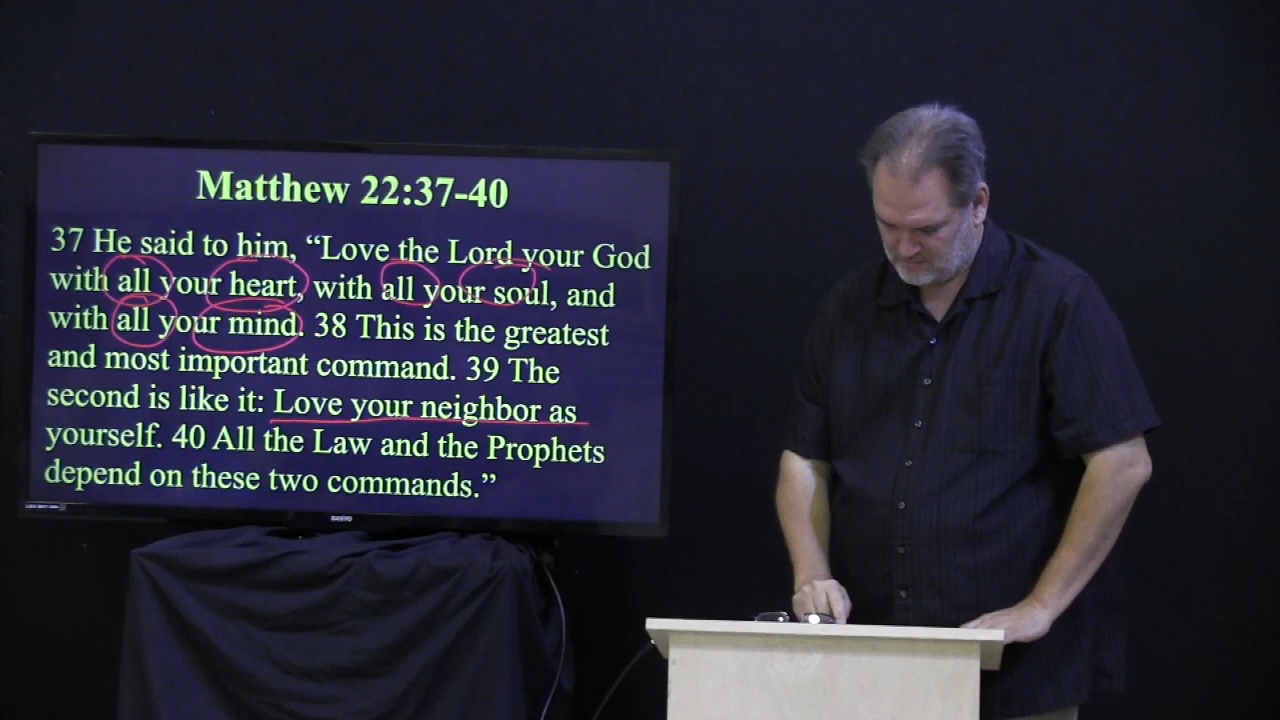 Matthew 22:37-40
37 He said to him, “Love the Lord your God
with all your heart, with all your soul, and
with all your mind. 38 This is the greatest
and most important command. 39 The
second is like it: Love your neighbor as
yourself. 40 All the Law and the Prophets
depend on these two commands.”
SANYO